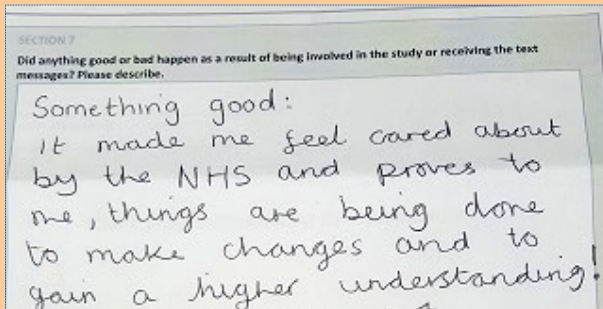 SECTION 7
Did anything good or bad happen as a result of being involved in the study or receiving the text
messages? Please describe.
Something good:
it made me feel cared about
by the NHS and proves to
me, things are being done
to make changes and to
gain a higher understanding!